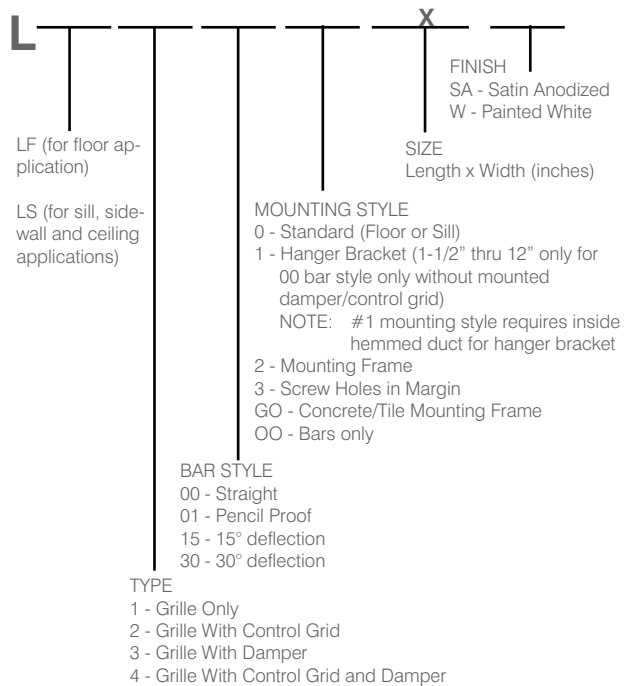 L
X
FINISH
SA - Satin Anodized
W - Painted White
SIZE
Length x Width (inches)
LF (for floor ap-
plication)
LS (for sill, side-
wall and ceiling
applications)
MOUNTING STYLE
0 - Standard (Floor or Sill)
1 - Hanger Bracket (1-1/2” thru 12” only for
00 bar style only without mounted
damper/control grid)
NOTE: #1 mounting style requires inside
hemmed duct for hanger bracket
2 - Mounting Frame
3 - Screw Holes in Margin
GO - Concrete/Tile Mounting Frame
OO - Bars only
BAR STYLE
00 - Straight
01 - Pencil Proof
15 - 15° deflection
30 - 30° deflection
TYPE
1 - Grille Only
2 - Grille With Control Grid
3 - Grille With Damper
4 - Grille With Control Grid and Damper